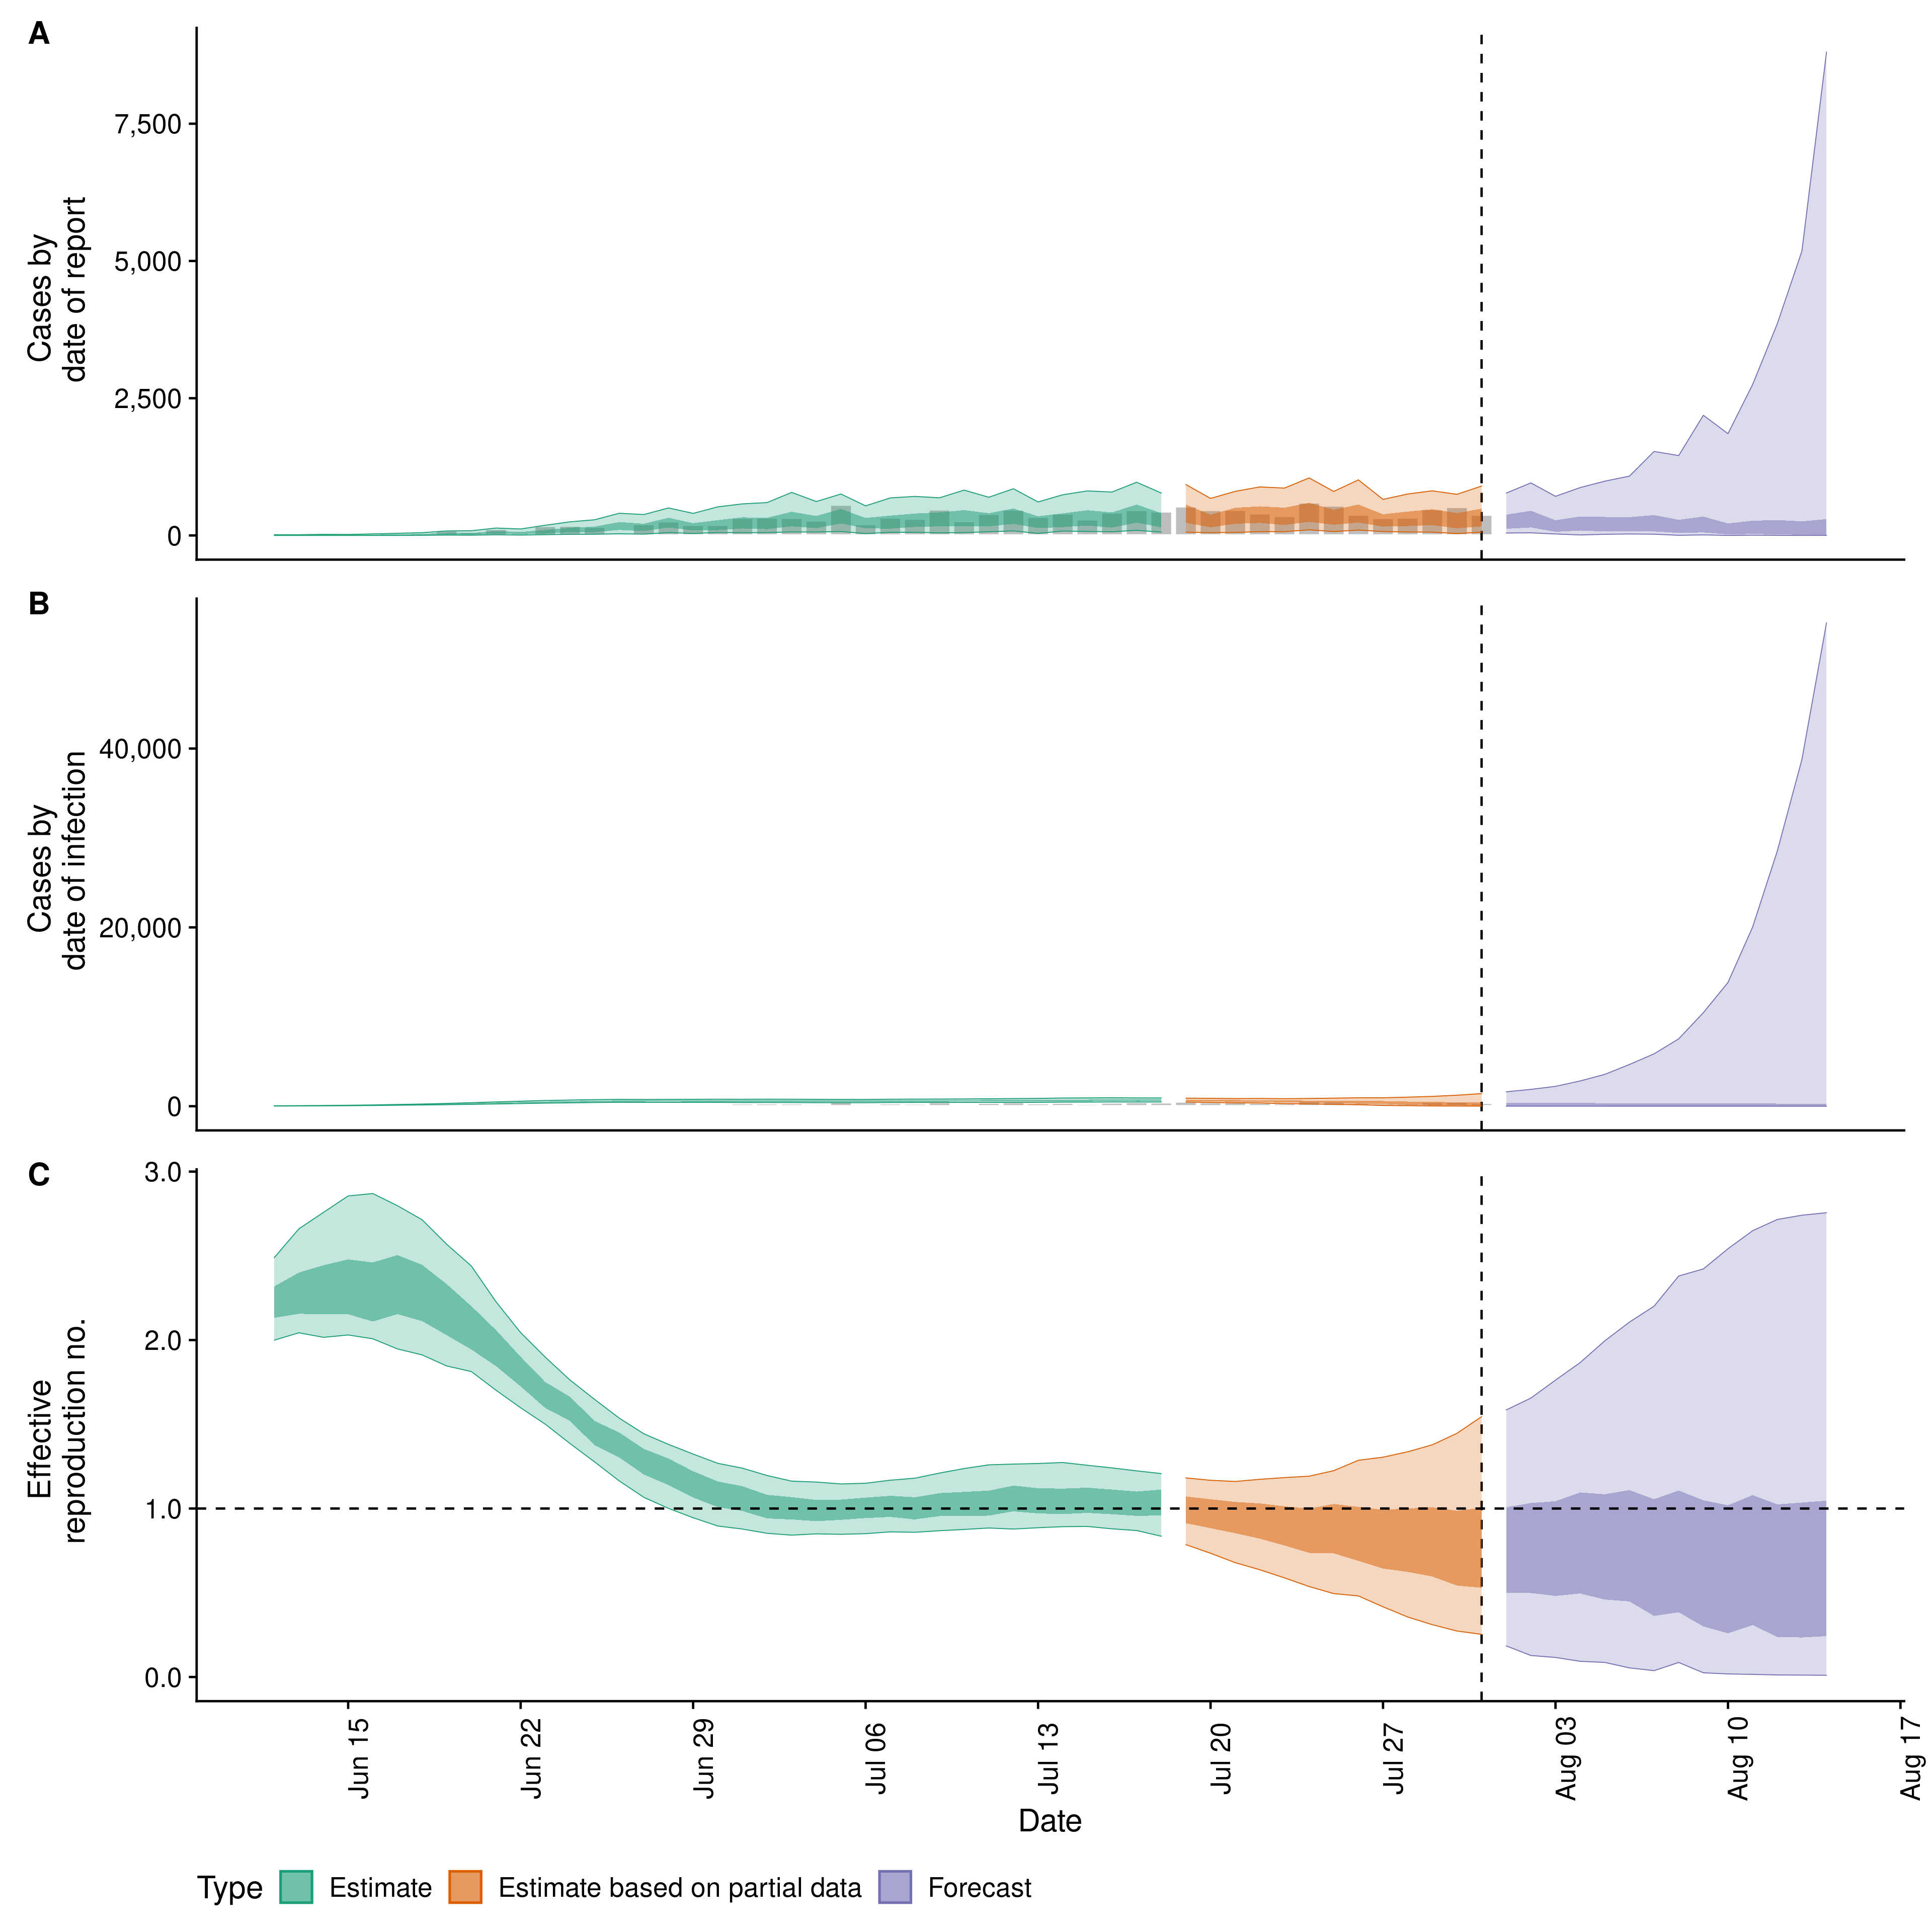 A
Cases by
date of report
7,500
5,000
2,500
0
B
Cases by
date of infection
40,000
20,000
0
C
Effective
reproduction no.
3.0
2.0
1.0
0.0
Jun 15
Jun 22
Jun 29
Jul 06
Jul 13
Jul 20
Jul 27
Aug 03
Aug 10
Aug 17
Date
Type Estimate Estimate based on partial data Forecast